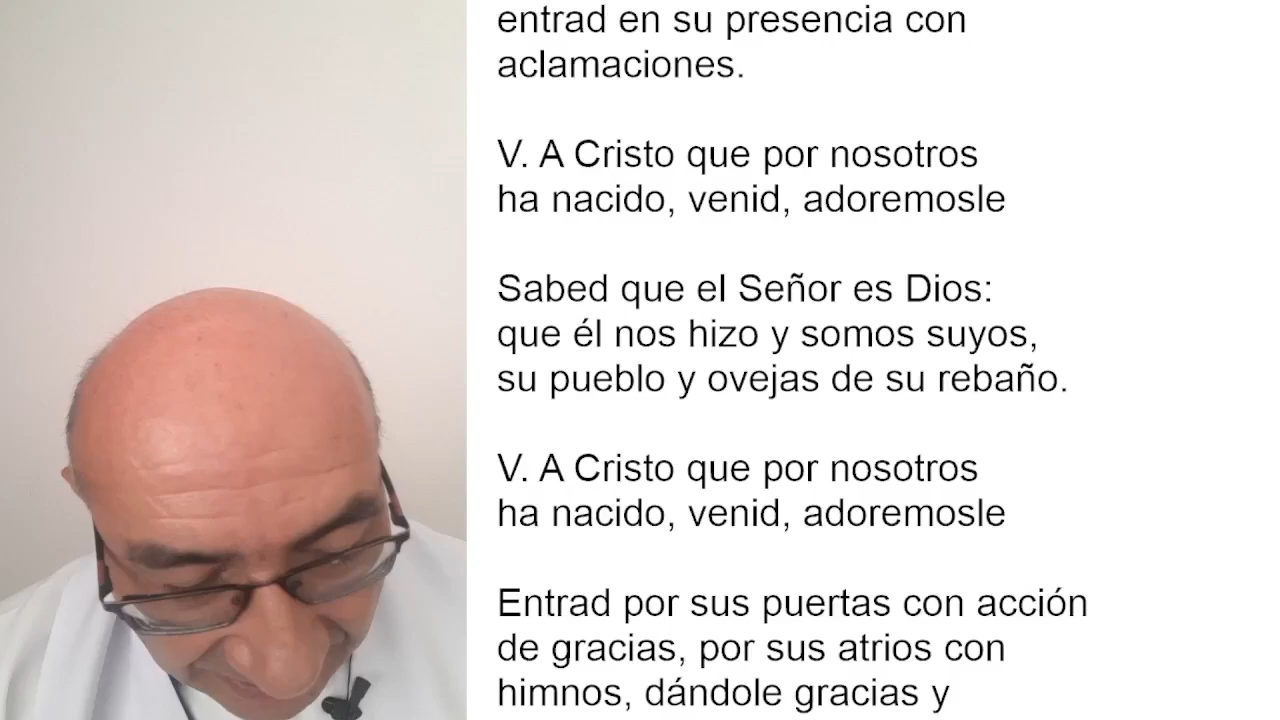 entrad en su presencia con
aclamaciones.
V. A Cristo que por nosotros
ha nacido, venid, adoremosle
Sabed que el Señor es Dios:
que él nos hizo y somos suyos,
su pueblo y ovejas de su rebaño.
V. A Cristo que por nosotros
ha nacido, venid, adoremosle
Entrad por sus puertas con acción
de gracias, por sus atrios con
himnos, dándole gracias y